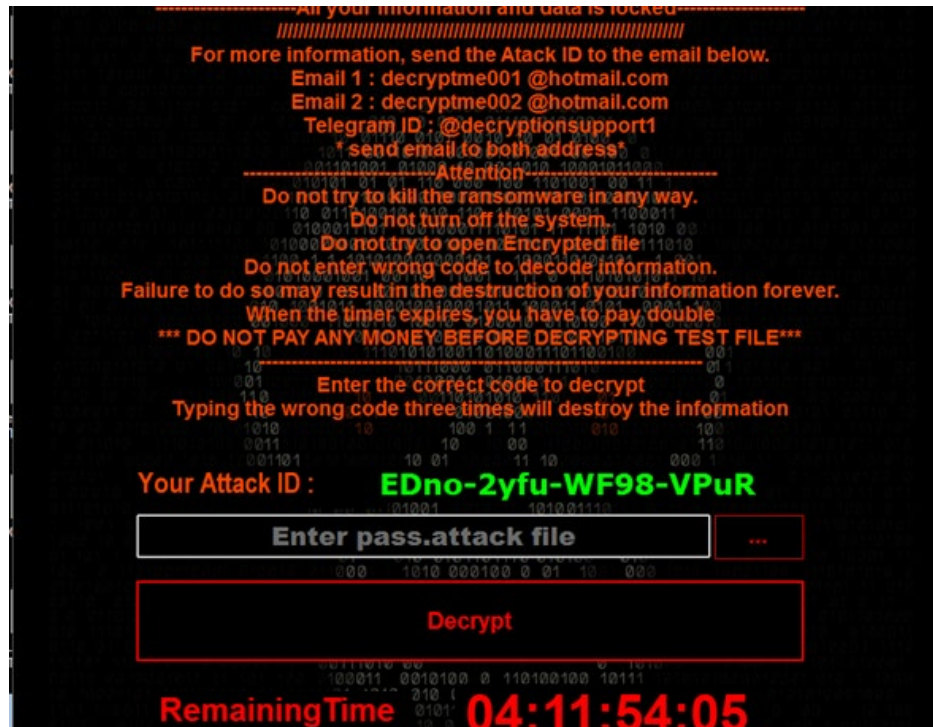 --------------------All your information and data is locked------------------
////////////////////////////////////////////////////////////////////////////////
For more information, send the Atack ID to the email below.
Email 1 : decryptme001 @hotmail.com
Email 2 : decryptme002 @hotmail.com
Telegram ID : @decryptionsupport1
* send email to both address*
---------------------------Attention---------------------------
Do not try to kill the ransomware in any way.
Do not turn off the system.
Do not try to open Encrypted file
Do not enter wrong code to decode information.
Failure to do so may result in the destruction of your information forever.
When the timer expires, you have to pay double
*** DO NOT PAY ANY MONEY BEFORE DECRYPTING TEST FILE***
---------------------------------------------------------------
Enter the correct code to decrypt
Typing the wrong code three times will destroy the information
Your Attack ID : EDno-2yfu-WF98-VPuR
Enter pass.attack file ...
Decrypt
RemainingTime 04:11:54:05